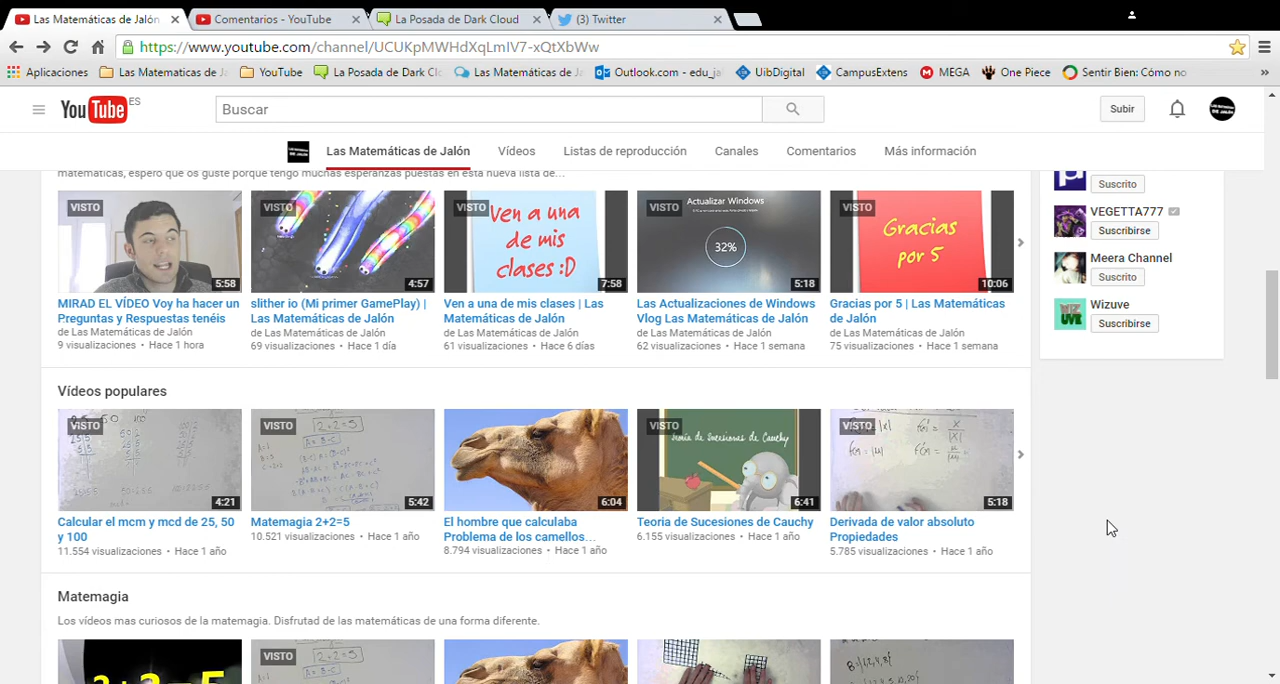 Las Matemáticas de Jalón
Comentarios - YouTube
La Posada de Dark Cloud
(3) Twitter
https://www.youtube.com/channel/UCUKpMWHdXqLmIV7-xQtXbWw
Aplicaciones
Las Matematicas de Ja
YouTube
La Posada de Dark Clo
Las Matemáticas de Ja
Outlook.com - edu_ja
UibDigital
CampusExtens
MEGA
One Piece
Sentir Bien: Cómo no
YouTube ES
Buscar
Subir
Las Matemáticas de Jalón
Vídeos
Listas de reproducción
Canales
Comentarios
Más información
matemáticas, espero que os guste porque tengo muchas esperanzas puestas en esta nueva lista de...
VISTO
5:58
MIRAD EL VÍDEO Voy ha hacer un
Preguntas y Respuestas tenéis
de Las Matemáticas de Jalón
9 visualizaciones • Hace 1 hora
VISTO
4:57
slither io (Mi primer GamePlay) |
Las Matemáticas de Jalón
de Las Matemáticas de Jalón
69 visualizaciones • Hace 1 día
VISTO
Ven a una
de mis
clases :D
7:58
Ven a una de mis clases | Las
Matemáticas de Jalón
de Las Matemáticas de Jalón
61 visualizaciones • Hace 6 días
VISTO
Actualizar Windows
32%
5:18
Las Actualizaciones de Windows
Vlog Las Matemáticas de Jalón
de Las Matemáticas de Jalón
62 visualizaciones • Hace 1 semana
VISTO
Gracias
por 5
10:06
Gracias por 5 | Las Matemáticas
de Jalón
de Las Matemáticas de Jalón
75 visualizaciones • Hace 1 semana
Suscrito
VEGETTA777
Suscribirse
Meera Channel
Suscrito
Wizuve
Suscribirse
Vídeos populares
VISTO
4:21
Calcular el mcm y mcd de 25, 50
y 100
11.554 visualizaciones • Hace 1 año
VISTO
2+2=5
5:42
Matemagia 2+2=5
10.521 visualizaciones • Hace 1 año
6:04
El hombre que calculaba
Problema de los camellos...
8.794 visualizaciones • Hace 1 año
VISTO
Teoría de Sucesiones de Cauchy
6:41
Teoria de Sucesiones de Cauchy
6.155 visualizaciones • Hace 1 año
VISTO
5:18
Derivada de valor absoluto
Propiedades
5.785 visualizaciones • Hace 1 año
Matemagia
Los vídeos mas curiosos de la matemagia. Disfrutad de las matemáticas de una forma diferente.
VISTO
2+2=5